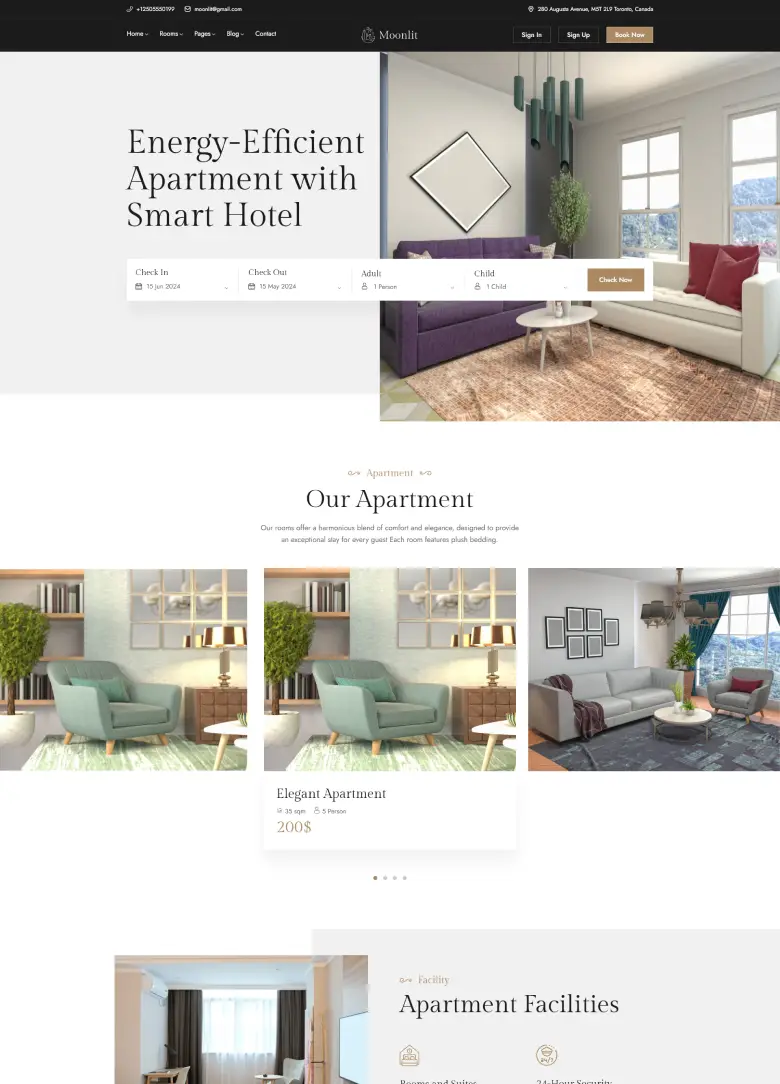 +12505550199 moonlit@gmail.com 280 Augusta Avenue, M5T 2L9 Toronto, Canada
Home Rooms Pages Blog Contact Moonlit Sign In Sign Up Book Now
Energy-Efficient
Apartment with
Smart Hotel
Check In Check Out Adult Child
15 Jun 2024 15 May 2024 1 Person 1 Child Check Now
Apartment
Our Apartment
Our rooms offer a harmonious blend of comfort and elegance, designed to provide
an exceptional stay for every guest Each room features plush bedding.
Elegant Apartment
35 sqm 5 Person
200$
Facility
Apartment Facilities
Rooms and Suites 24-Hour Security